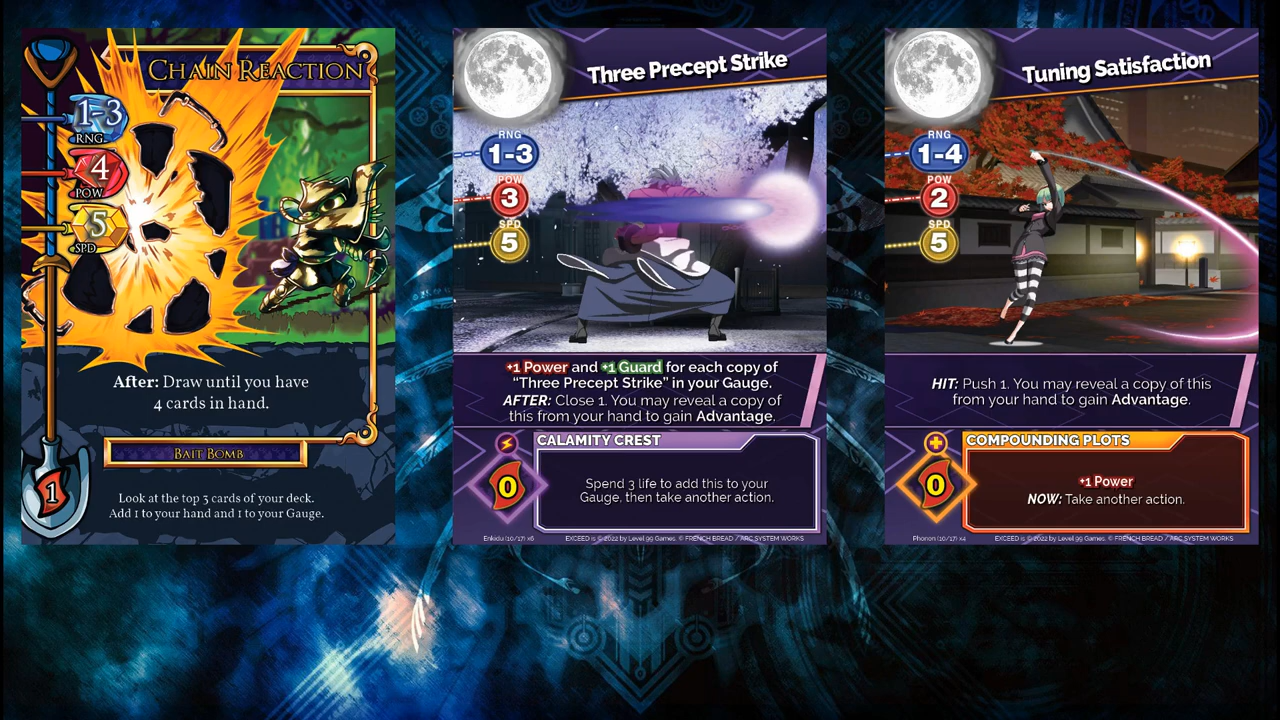 CHAIN REACTION
1-3
RNG
4
POW
5
SPD
After: Draw until you have
4 cards in hand.
BAIT BOMB
1
Look at the top 3 cards of your deck.
Add 1 to your hand and 1 to your Gauge.
Three Precept Strike
RNG
1-3
POW
3
SPD
5
+1 Power and +1 Guard for each copy of
“Three Precept Strike” in your Gauge.
AFTER: Close 1. You may reveal a copy of
this from your hand to gain Advantage.
CALAMITY CREST
0
Spend 3 life to add this to your
Gauge, then take another action.
Enkidu (10/17) x6
EXCEED is © 2022 by Level 99 Games. © FRENCH BREAD / ARC SYSTEM WORKS
Tuning Satisfaction
RNG
1-4
POW
2
SPD
5
HIT: Push 1. You may reveal a copy of this
from your hand to gain Advantage.
COMPOUNDING PLOTS
0
+1 Power
NOW: Take another action.
Phonon (10/17) x4
EXCEED is © 2022 by Level 99 Games. © FRENCH BREAD / ARC SYSTEM WORKS